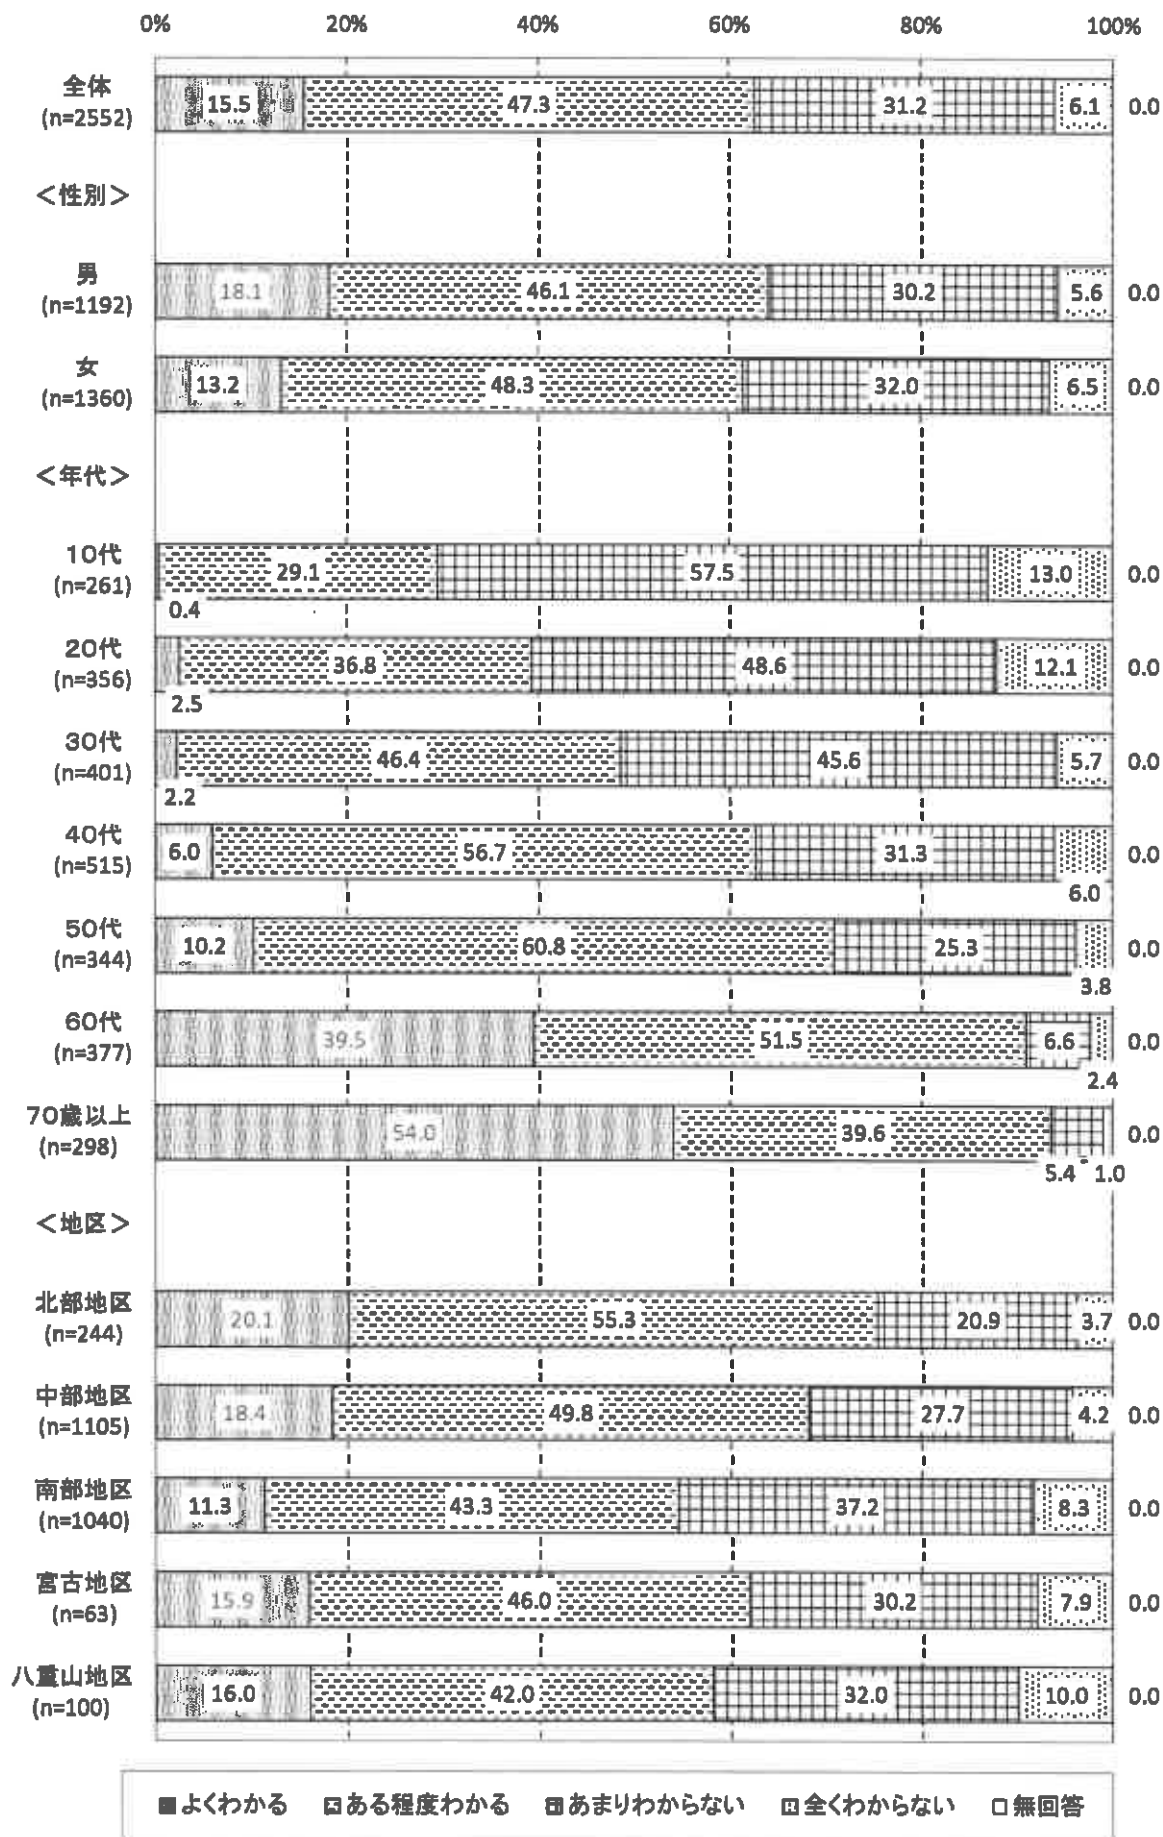 0% 20% 40% 60% 80% 100%
全体
(n=2552)
15.5 47.3 31.2 6.1 0.0
＜性別＞
男
(n=1192)
18.1 46.1 30.2 5.6 0.0
女
(n=1360)
13.2 48.3 32.0 6.5 0.0
＜年代＞
10代
(n=261)
29.1 57.5 13.0 0.0
0.4
20代
(n=356)
36.8 48.6 12.1 0.0
2.5
30代
(n=401)
46.4 45.6 5.7 0.0
2.2
40代
(n=515)
6.0 56.7 31.3 0.0
6.0
50代
(n=344)
10.2 60.8 25.3 0.0
3.8
60代
(n=377)
39.5 51.5 6.6 0.0
2.4
70歳以上
(n=298)
54.0 39.6 0.0
5.4 1.0
＜地区＞
北部地区
(n=244)
20.1 55.3 20.9 3.7 0.0
中部地区
(n=1105)
18.4 49.8 27.7 4.2 0.0
南部地区
(n=1040)
11.3 43.3 37.2 8.3 0.0
宮古地区
(n=63)
15.9 46.0 30.2 7.9 0.0
八重山地区
(n=100)
16.0 42.0 32.0 10.0 0.0
よくわかる ある程度わかる あまりわからない 全くわからない 無回答